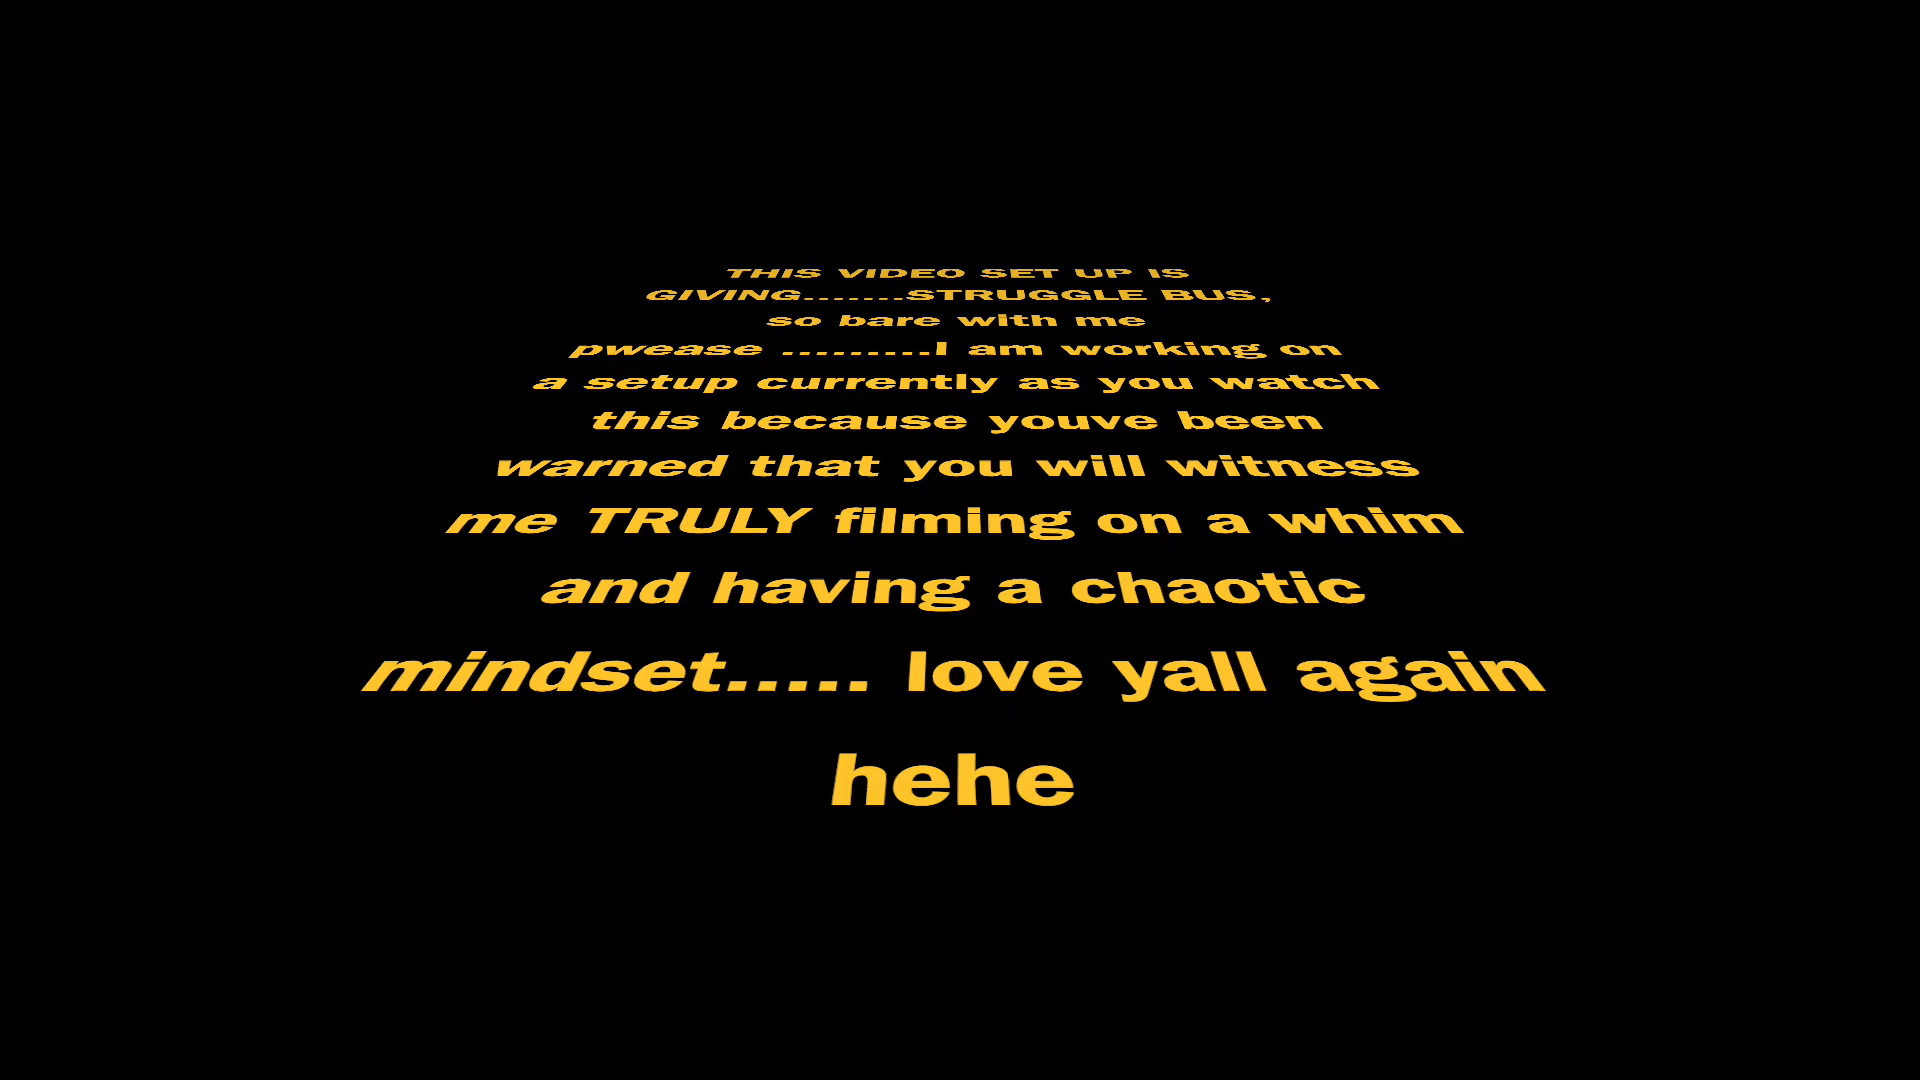 THIS VIDEO SET UP IS
GIVING.......STRUGGLE BUS,
so bare with me
pwease .........I am working on
a setup currently as you watch
this because youve been
warned that you will witness
me TRULY filming on a whim
and having a chaotic
mindset..... love yall again
hehe